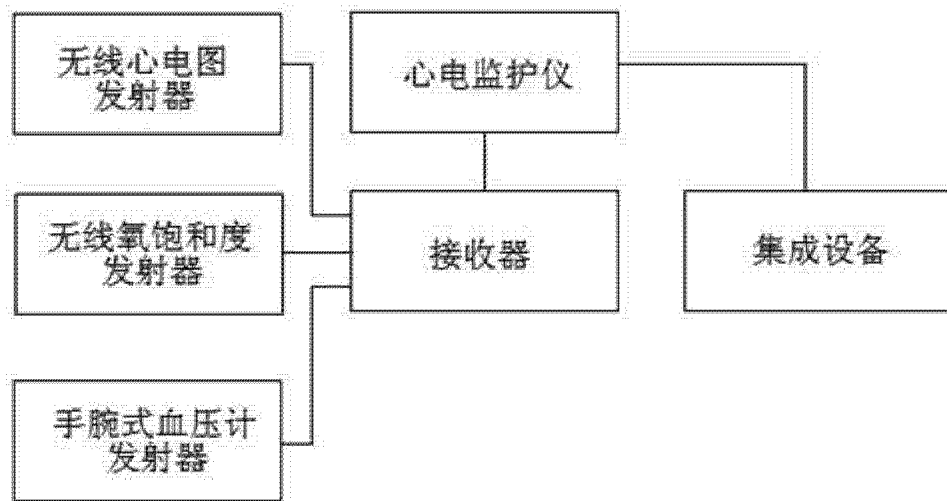 无线心电图
发射器
心电监护仪
无线氧饱和度
发射器
接收器
集成设备
手腕式血压计
发射器